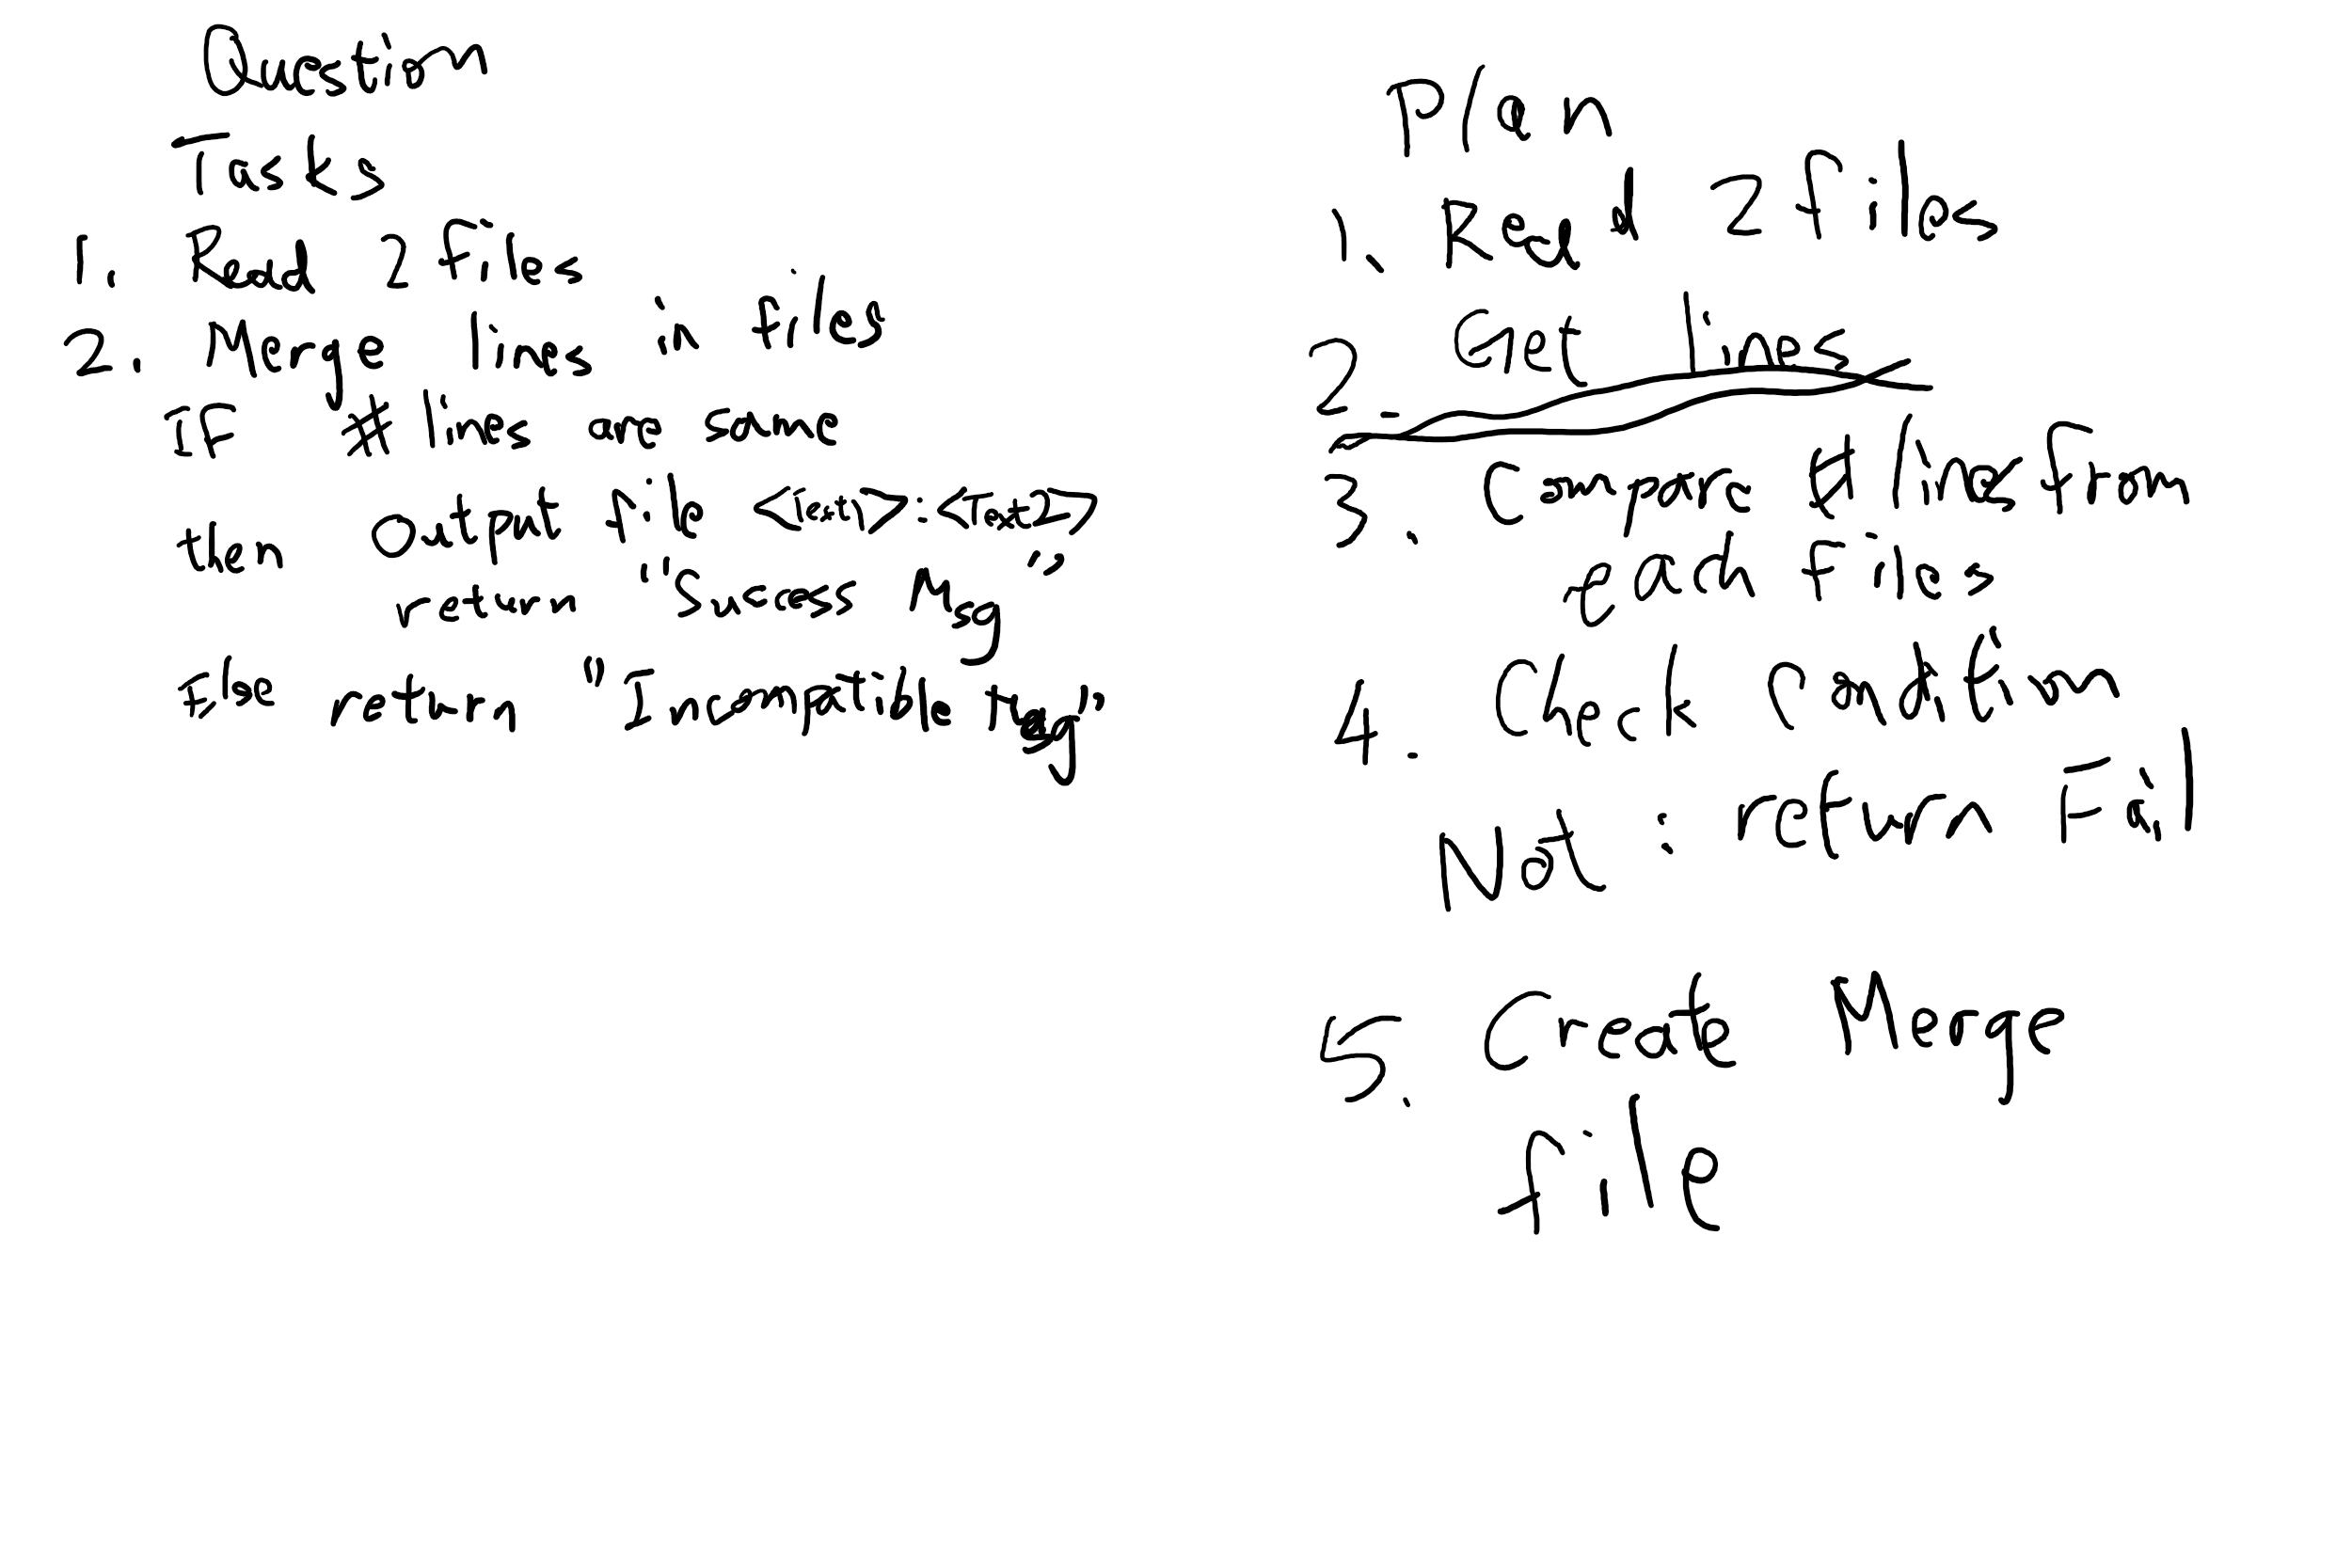 Question
Tasks
1. Read 2 files
2. Merge lines in files
IF # lines are same
then output file <Text>:<Text2>
return "Success Msg"
Else return "Incompatible Msg"
Plan
1. Read 2 files
2. Get lines
3. Compare # lines from
each files
4. Check Condition
Not : return Fail
5. Create Merge
file